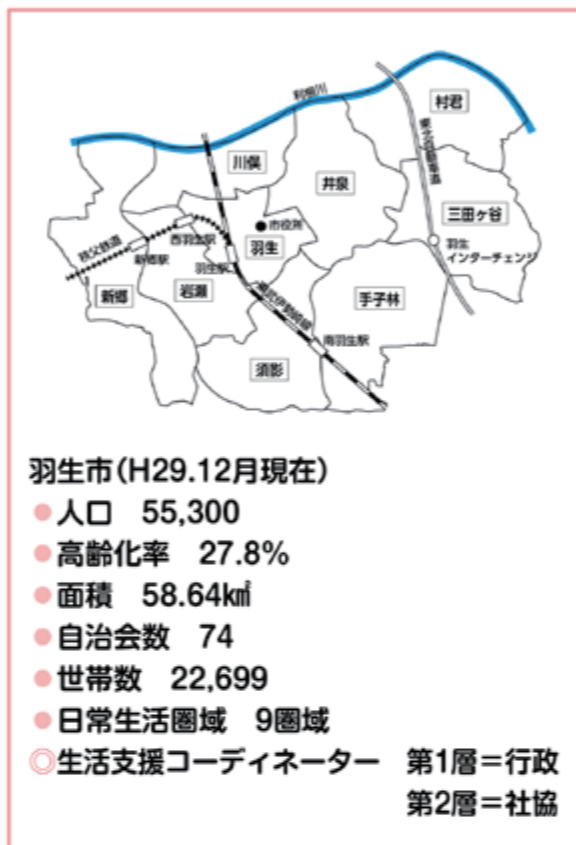 利根川
村君
川俣
井泉
東北自動車道
三田ヶ谷
市役所
秩父鉄道
西羽生駅
羽生
羽生
インターチェンジ
新郷駅
羽生駅
新郷
岩瀬
手子林
東武伊勢崎線
南羽生駅
須影
羽生市(H29.12月現在)
●人口 55,300
●高齢化率 27.8%
●面積 58.64㎢
●自治会数 74
●世帯数 22,699
●日常生活圏域 9圏域
◎生活支援コーディネーター 第1層=行政
第2層=社協